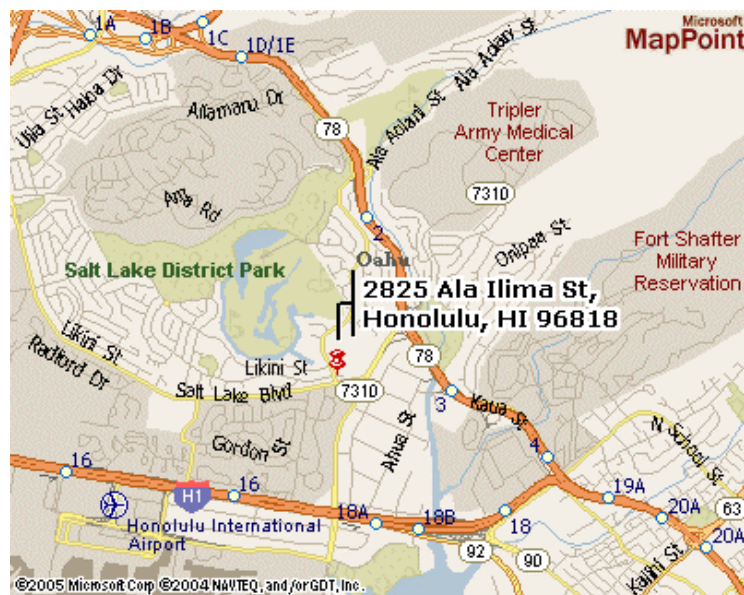 1A
1B
1C
1D/1E
Microsoft
MapPoint
Ulila St
Halpa Dr
Aliamanu Dr
Ala Aolani St
Ala Aolani St
78
Tripler
Army Medical
Center
7310
Ama Rd
2
Onipaa St
Oahu
Fort Shafter
Military
Reservation
Salt Lake District Park
2825 Ala Ilima St,
Honolulu, HI 96818
Likini St
Radford Dr
Likini St
78
Salt Lake Blvd
7310
3
Kaua St
Gordon St
Ahua St
4
N School St
16
H1
16
19A
20A
63
Honolulu International
Airport
18A
18B
18
20A
92
90
Kalihi St
©2005 Microsoft Corp ©2004 NAVTEQ, and/or GDT, Inc.